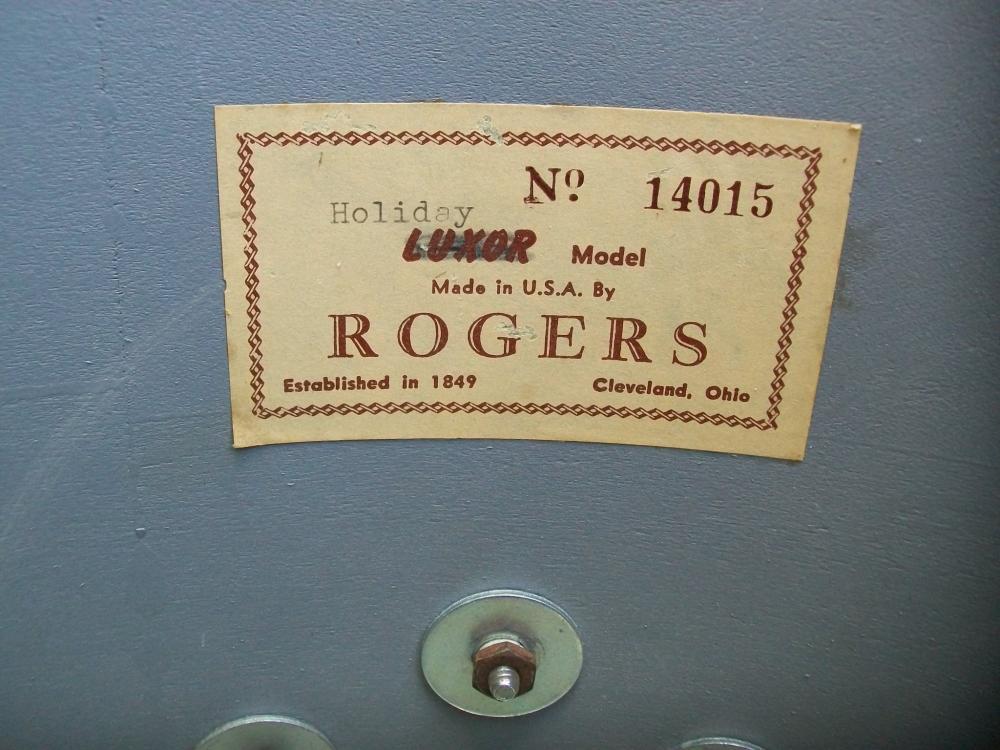 Nº 14015
Holiday
LUXOR Model
Made in U.S.A. By
ROGERS
Established in 1849 Cleveland, Ohio